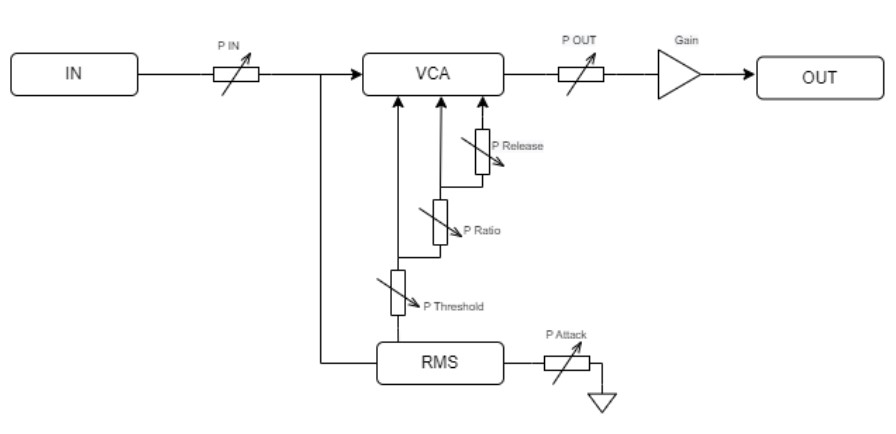 P IN
P OUT
Gain
IN
VCA
OUT
P Release
P Ratio
P Threshold
P Attack
RMS